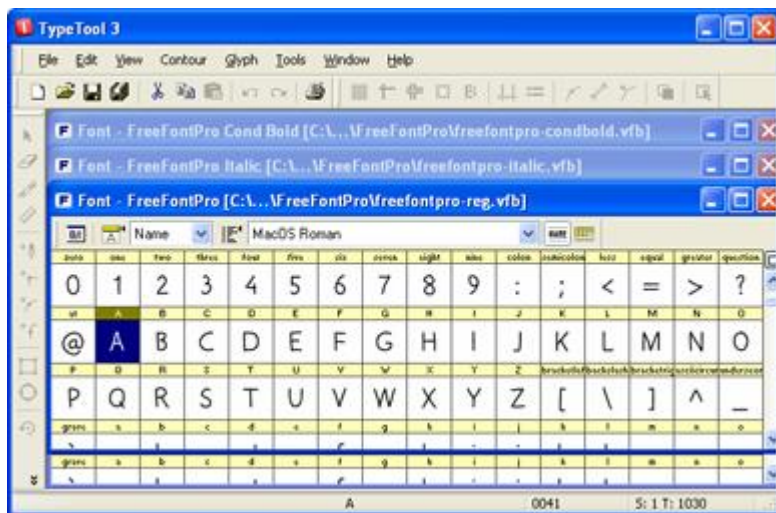 TypeTool 3
File Edit View Contour Glyph Tools Window Help
Font - FreeFontPro Cond Bold [C:\...\FreeFontPro\freefontpro-condbold.vfb]
Font - FreeFontPro Italic [C:\...\FreeFontPro\freefontpro-italic.vfb]
Font - FreeFontPro [C:\...\FreeFontPro\freefontpro-reg.vfb]
Name MacOS Roman
zero one two three four five six seven eight nine colon semicolon less equal greater question
0 1 2 3 4 5 6 7 8 9 : ; < = > ?
at A B C D E F G H I J K L M N O
@ A B C D E F G H I J K L M N O
P Q R S T U V W X Y Z
P Q R S T U V W X Y Z [ \ ] ^ _
grave a b c d e f g h i j k l m n o
grave a b c d e f g h i j k l m n o
A 0041 S: 1 T: 1030